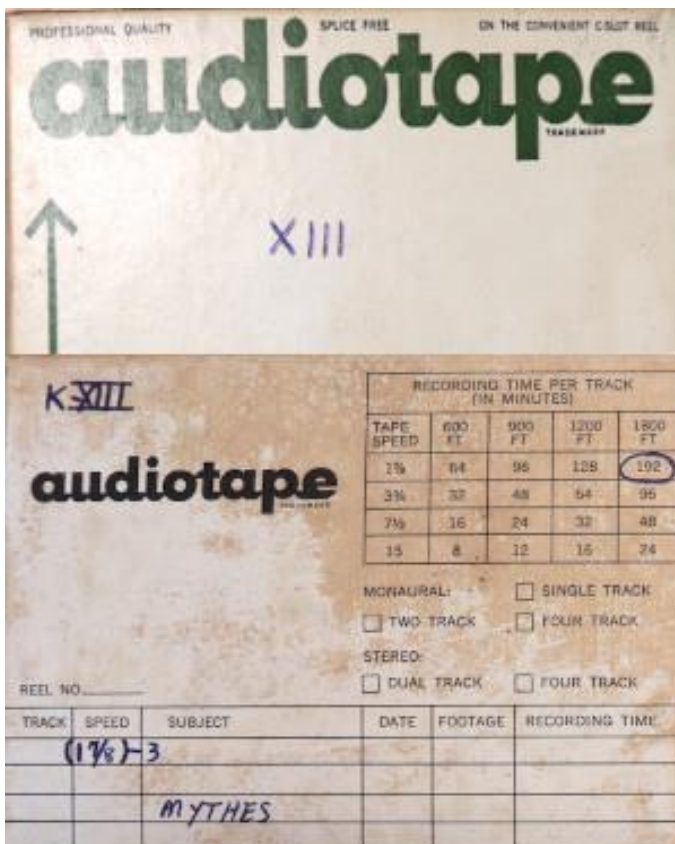 PROFESSIONAL QUALITY SPLICE FREE ON THE CONVENIENT C-SLOT REEL
audiotape
TRADEMARK
XIII
K-XIII
audiotape
TRADEMARK
RECORDING TIME PER TRACK
(IN MINUTES)
TAPE SPEED 600 FT 900 FT 1200 FT 1800 FT
1⅞ 64 96 128 192
3¾ 32 48 64 96
7½ 16 24 32 48
15 8 12 16 24
MONAURAL: SINGLE TRACK
TWO TRACK FOUR TRACK
STEREO:
DUAL TRACK FOUR TRACK
REEL NO.
TRACK SPEED SUBJECT DATE FOOTAGE RECORDING TIME
(1 7/8)-3
MYTHES